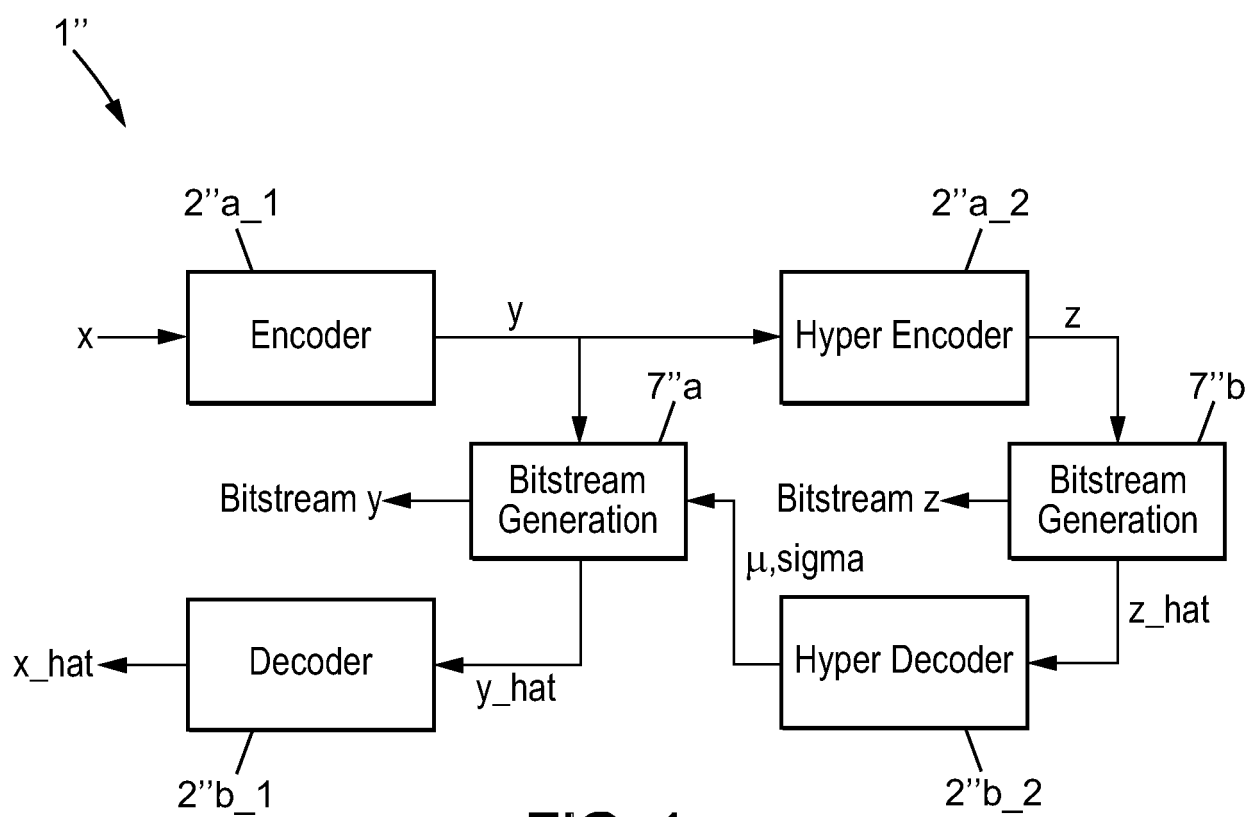 1’’
2’’a_1
2’’a_2
x
Encoder
y
Hyper Encoder
z
7’’a
7’’b
Bitstream y
Bitstream
Generation
Bitstream z
Bitstream
Generation
μ,sigma
z_hat
x_hat
Decoder
y_hat
Hyper Decoder
2’’b_1
2’’b_2